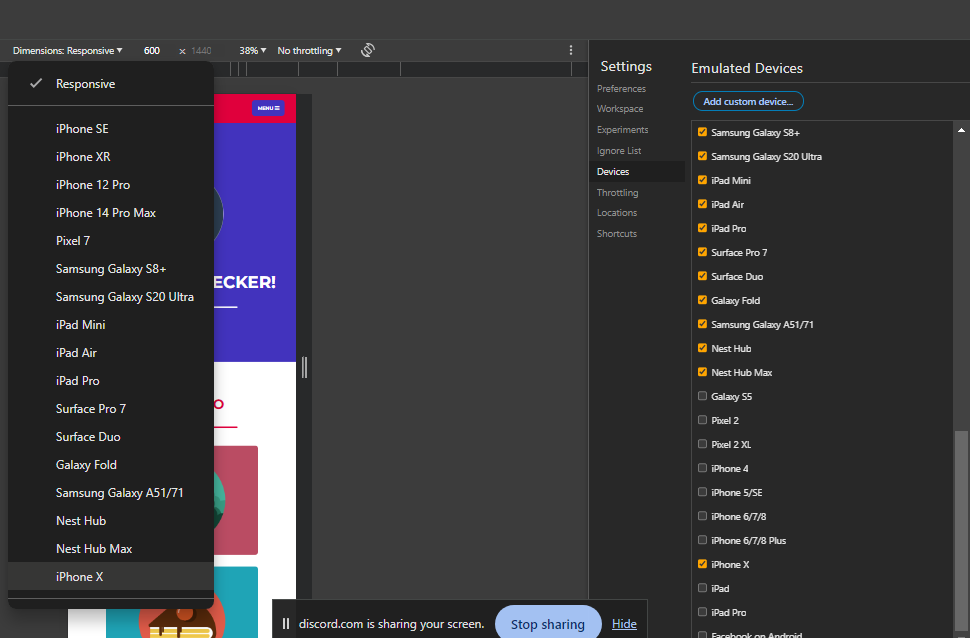 Dimensions: Responsive ▼ 600 × 1440 38% ▼ No throttling ▼
Responsive
iPhone SE
iPhone XR
iPhone 12 Pro
iPhone 14 Pro Max
Pixel 7
Samsung Galaxy S8+
Samsung Galaxy S20 Ultra
iPad Mini
iPad Air
iPad Pro
Surface Pro 7
Surface Duo
Galaxy Fold
Samsung Galaxy A51/71
Nest Hub
Nest Hub Max
iPhone X
MENU
ECKER!
O
discord.com is sharing your screen.
Stop sharing
Hide
Settings
Preferences
Workspace
Experiments
Ignore List
Devices
Throttling
Locations
Shortcuts
Emulated Devices
Add custom device...
Samsung Galaxy S8+
Samsung Galaxy S20 Ultra
iPad Mini
iPad Air
iPad Pro
Surface Pro 7
Surface Duo
Galaxy Fold
Samsung Galaxy A51/71
Nest Hub
Nest Hub Max
Galaxy S5
Pixel 2
Pixel 2 XL
iPhone 4
iPhone 5/SE
iPhone 6/7/8
iPhone 6/7/8 Plus
iPhone X
iPad
iPad Pro
Facebook on Android